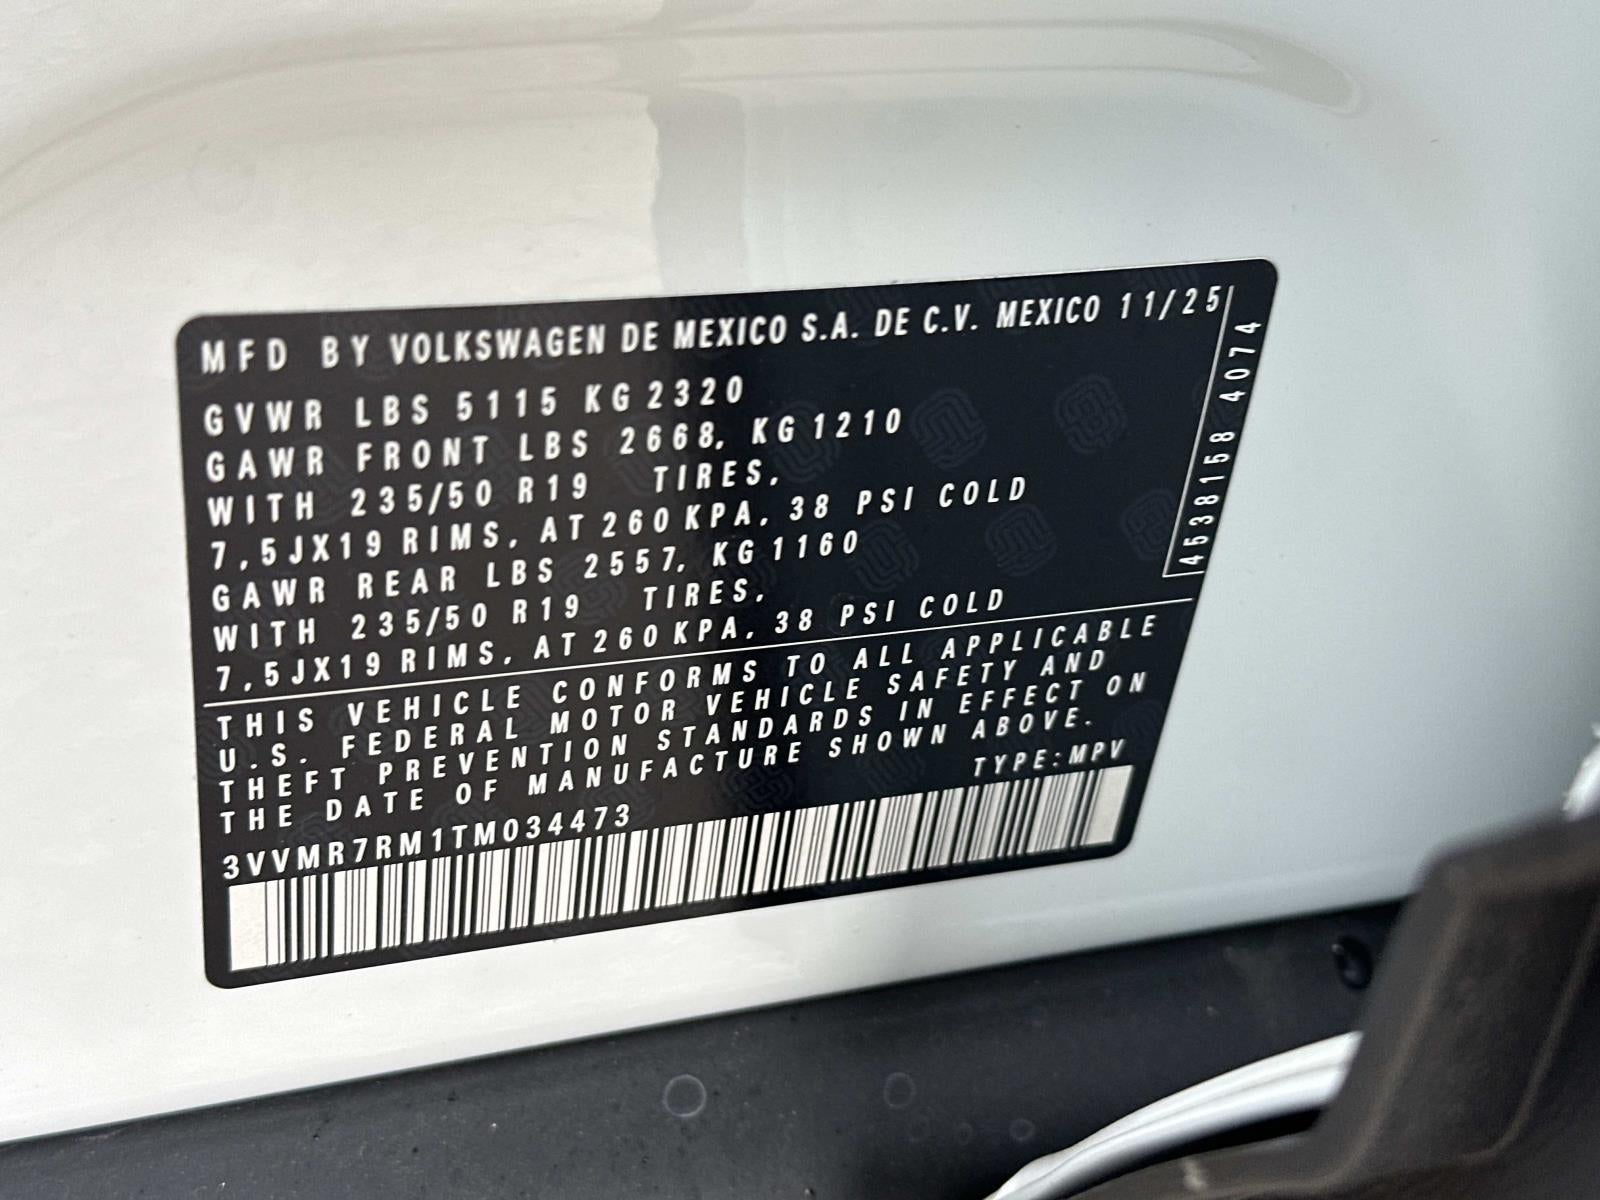 MFD BY VOLKSWAGEN DE MEXICO S.A. DE C.V. MEXICO 11/25
GVWR LBS 5115 KG 2320
GAWR FRONT LBS 2668, KG 1210
WITH 235/50 R19 TIRES,
7,5JX19 RIMS, AT 260 KPA, 38 PSI COLD
GAWR REAR LBS 2557, KG 1160
WITH 235/50 R19 TIRES,
7,5JX19 RIMS, AT 260 KPA, 38 PSI COLD
4538158 4074
THIS VEHICLE CONFORMS TO ALL APPLICABLE
U.S. FEDERAL MOTOR VEHICLE SAFETY AND
THEFT PREVENTION STANDARDS IN EFFECT ON
THE DATE OF MANUFACTURE SHOWN ABOVE.
TYPE: MPV
3VVMR7RM1TM034473